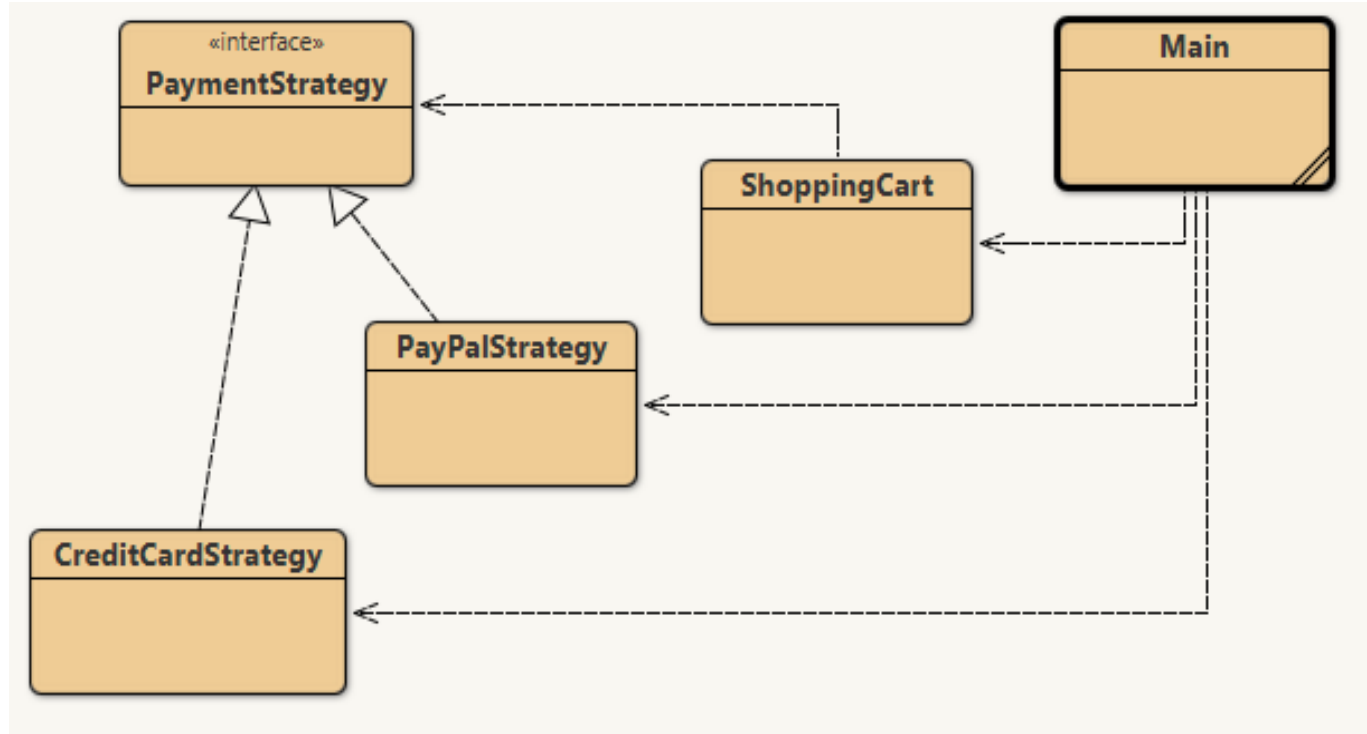 «interface»
PaymentStrategy
Main
ShoppingCart
PayPalStrategy
CreditCardStrategy